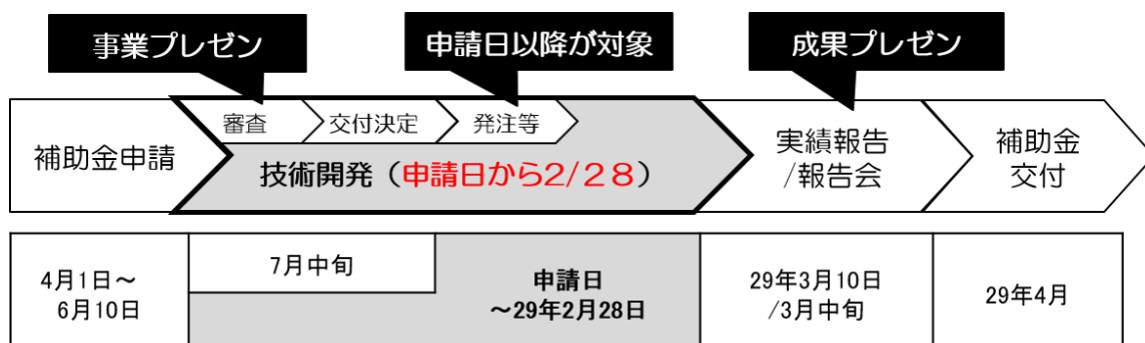 事業プレゼン
申請日以降が対象
成果プレゼン
補助金申請
審査
交付決定
発注等
技術開発（申請日から2/28）
実績報告
/報告会
補助金
交付
4月1日～
6月10日
7月中旬
申請日
～29年2月28日
29年3月10日
/3月中旬
29年4月